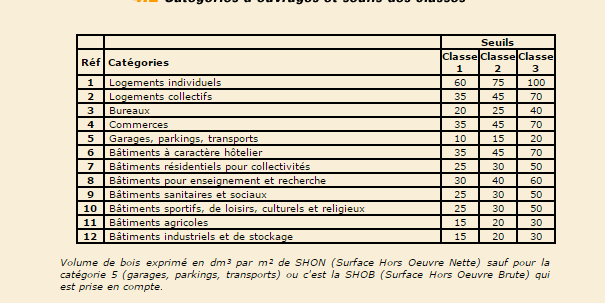 4.2 Catégories d'ouvrages et seuils des classes
Seuils
Réf Catégories Classe 1 Classe 2 Classe 3
1 Logements individuels 60 75 100
2 Logements collectifs 35 45 70
3 Bureaux 20 25 40
4 Commerces 35 45 70
5 Garages, parkings, transports 10 15 20
6 Bâtiments à caractère hôtelier 35 45 70
7 Bâtiments résidentiels pour collectivités 25 30 50
8 Bâtiments pour enseignement et recherche 30 40 60
9 Bâtiments sanitaires et sociaux 25 30 50
10 Bâtiments sportifs, de loisirs, culturels et religieux 25 30 50
11 Bâtiments agricoles 15 20 30
12 Bâtiments industriels et de stockage 15 20 30
Volume de bois exprimé en dm³ par m² de SHON (Surface Hors Oeuvre Nette) sauf pour la
catégorie 5 (garages, parkings, transports) ou c'est la SHOB (Surface Hors Oeuvre Brute) qui
est prise en compte.